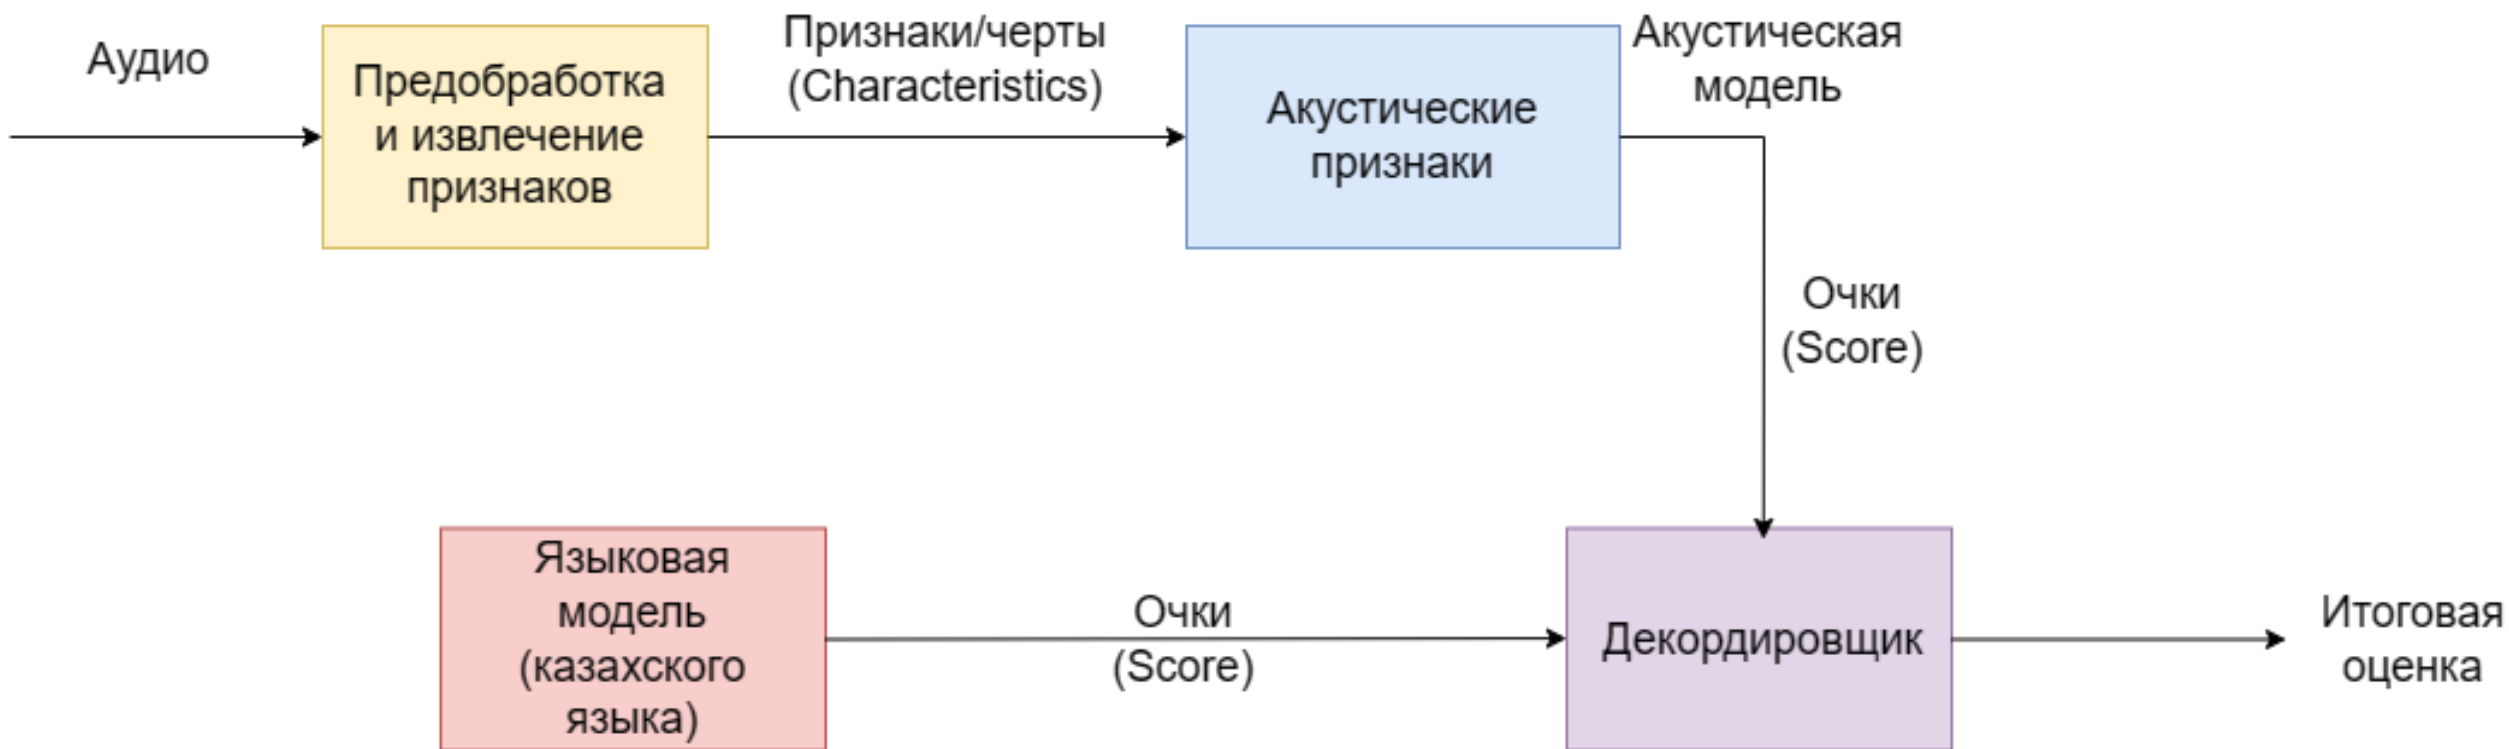 Аудио
Предобработка
и извлечение
признаков
Признаки/черты
(Characteristics)
Акустические
признаки
Акустическая
модель
Очки
(Score)
Языковая
модель
(казахского
языка)
Очки
(Score)
Декордировщик
Итоговая
оценка